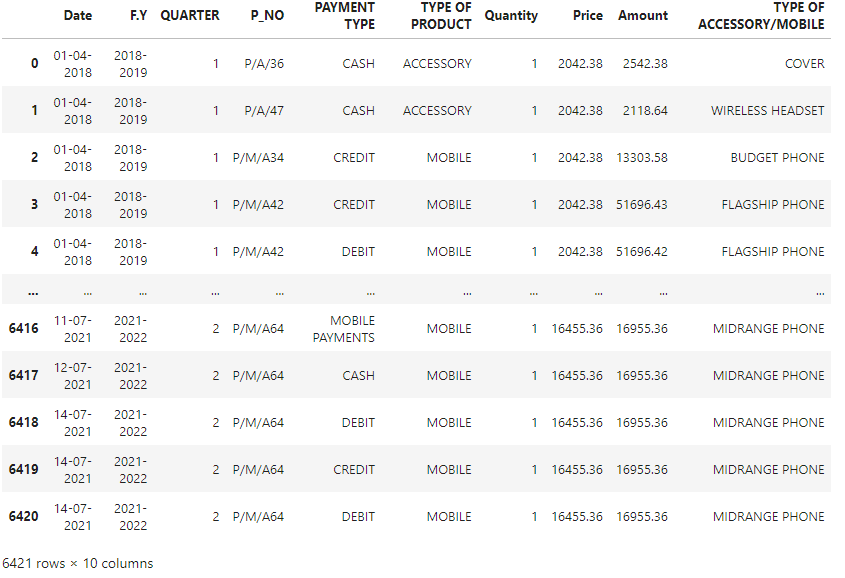 Date F.Y QUARTER P_NO PAYMENT TYPE TYPE OF PRODUCT Quantity Price Amount TYPE OF ACCESSORY/MOBILE
0 01-04-2018 2018-2019 1 P/A/36 CASH ACCESSORY 1 2042.38 2542.38 COVER
1 01-04-2018 2018-2019 1 P/A/47 CASH ACCESSORY 1 2042.38 2118.64 WIRELESS HEADSET
2 01-04-2018 2018-2019 1 P/M/A34 CREDIT MOBILE 1 2042.38 13303.58 BUDGET PHONE
3 01-04-2018 2018-2019 1 P/M/A42 CREDIT MOBILE 1 2042.38 51696.43 FLAGSHIP PHONE
4 01-04-2018 2018-2019 1 P/M/A42 DEBIT MOBILE 1 2042.38 51696.42 FLAGSHIP PHONE
... ... ... ... ... ... ... ... ... ... ...
6416 11-07-2021 2021-2022 2 P/M/A64 MOBILE PAYMENTS MOBILE 1 16455.36 16955.36 MIDRANGE PHONE
6417 12-07-2021 2021-2022 2 P/M/A64 CASH MOBILE 1 16455.36 16955.36 MIDRANGE PHONE
6418 14-07-2021 2021-2022 2 P/M/A64 DEBIT MOBILE 1 16455.36 16955.36 MIDRANGE PHONE
6419 14-07-2021 2021-2022 2 P/M/A64 CREDIT MOBILE 1 16455.36 16955.36 MIDRANGE PHONE
6420 14-07-2021 2021-2022 2 P/M/A64 DEBIT MOBILE 1 16455.36 16955.36 MIDRANGE PHONE
6421 rows × 10 columns